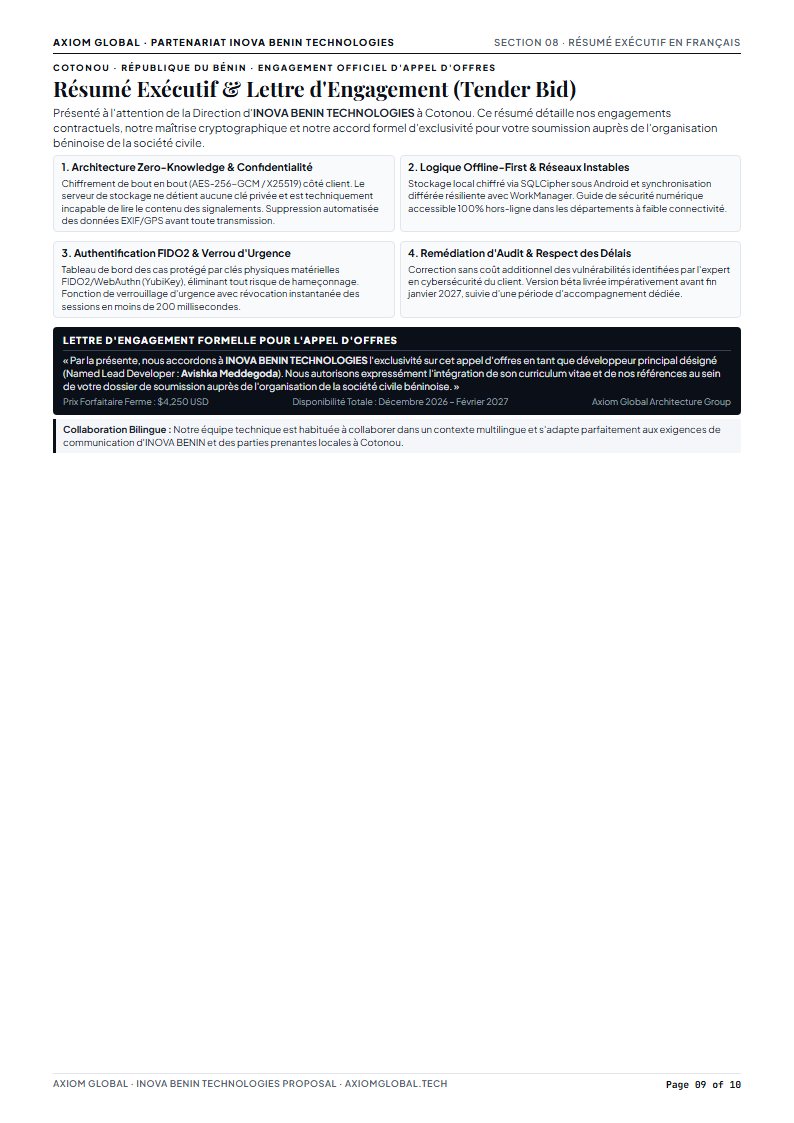 AXIOM GLOBAL · PARTENARIAT INOVA BENIN TECHNOLOGIES
SECTION 08 · RÉSUMÉ EXÉCUTIF EN FRANÇAIS
COTONOU · RÉPUBLIQUE DU BÉNIN · ENGAGEMENT OFFICIEL D'APPEL D'OFFRES
Résumé Exécutif & Lettre d'Engagement (Tender Bid)
Présenté à l'attention de la Direction d'INOVA BENIN TECHNOLOGIES à Cotonou. Ce résumé détaille nos engagements
contractuels, notre maîtrise cryptographique et notre accord formel d'exclusivité pour votre soumission auprès de l'organisation
béninoise de la société civile.
1. Architecture Zero-Knowledge & Confidentialité
Chiffrement de bout en bout (AES-256-GCM / X25519) côté client. Le
serveur de stockage ne détient aucune clé privée et est techniquement
incapable de lire le contenu des signalements. Suppression automatisée
des données EXIF/GPS avant toute transmission.
2. Logique Offline-First & Réseaux Instables
Stockage local chiffré via SQLCipher sous Android et synchronisation
différée résiliente avec WorkManager. Guide de sécurité numérique
accessible 100% hors-ligne dans les départements à faible connectivité.
3. Authentification FIDO2 & Verrou d'Urgence
Tableau de bord des cas protégé par clés physiques matérielles
FIDO2/WebAuthn (YubiKey), éliminant tout risque de hameçonnage.
Fonction de verrouillage d'urgence avec révocation instantanée des
sessions en moins de 200 millisecondes.
4. Remédiation d'Audit & Respect des Délais
Correction sans coût additionnel des vulnérabilités identifiées par l'expert
en cybersécurité du client. Version bêta livrée impérativement avant fin
janvier 2027, suivie d'une période d'accompagnement dédiée.
LETTRE D'ENGAGEMENT FORMELLE POUR L'APPEL D'OFFRES
« Par la présente, nous accordons à INOVA BENIN TECHNOLOGIES l'exclusivité sur cet appel d'offres en tant que développeur principal désigné
(Named Lead Developer : Avishka Meddegoda). Nous autorisons expressément l'intégration de son curriculum vitae et de nos références au sein
de votre dossier de soumission auprès de l'organisation de la société civile béninoise. »
Prix Forfaitaire Ferme : $4,250 USD
Disponibilité Totale : Décembre 2026 – Février 2027
Axiom Global Architecture Group
Collaboration Bilingue : Notre équipe technique est habituée à collaborer dans un contexte multilingue et s'adapte parfaitement aux exigences de
communication d'INOVA BENIN et des parties prenantes locales à Cotonou.
AXIOM GLOBAL · INOVA BENIN TECHNOLOGIES PROPOSAL · AXIOMGLOBAL.TECH
Page 09 of 10